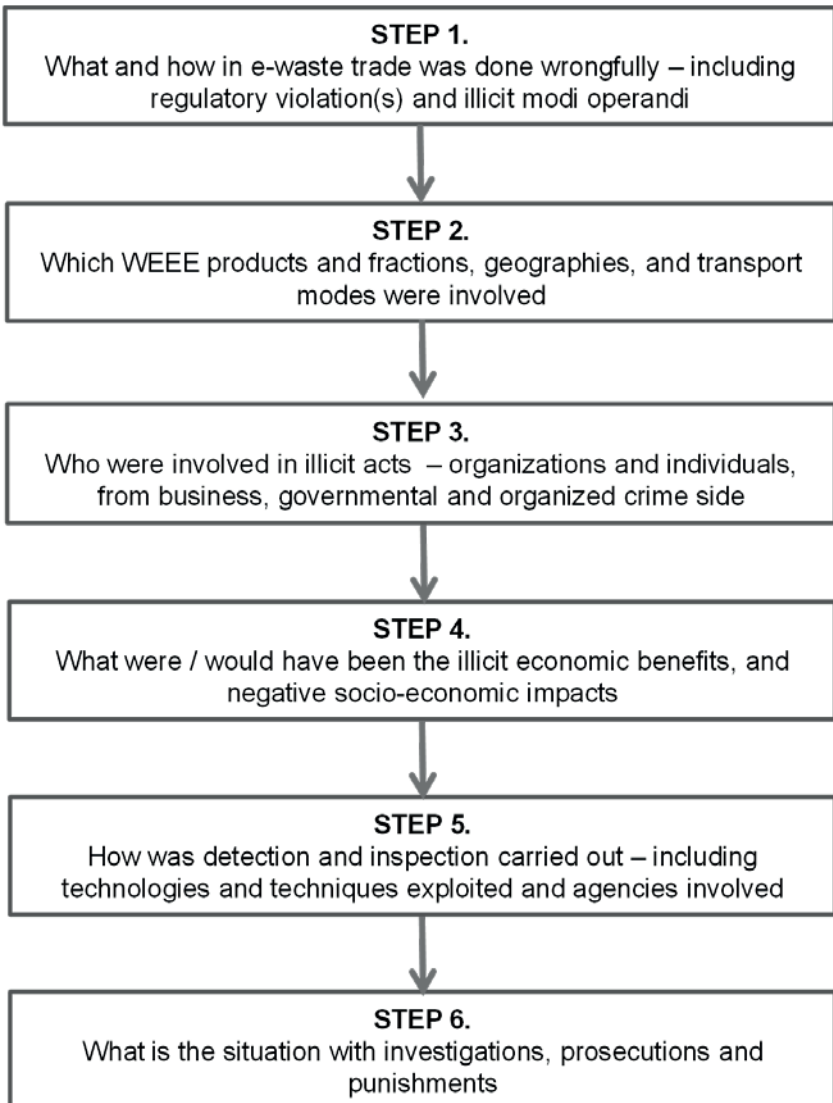 STEP 1.
What and how in e-waste trade was done wrongfully – including
regulatory violation(s) and illicit modi operandi
STEP 2.
Which WEEE products and fractions, geographies, and transport
modes were involved
STEP 3.
Who were involved in illicit acts – organizations and individuals,
from business, governmental and organized crime side
STEP 4.
What were / would have been the illicit economic benefits, and
negative socio-economic impacts
STEP 5.
How was detection and inspection carried out – including
technologies and techniques exploited and agencies involved
STEP 6.
What is the situation with investigations, prosecutions and
punishments